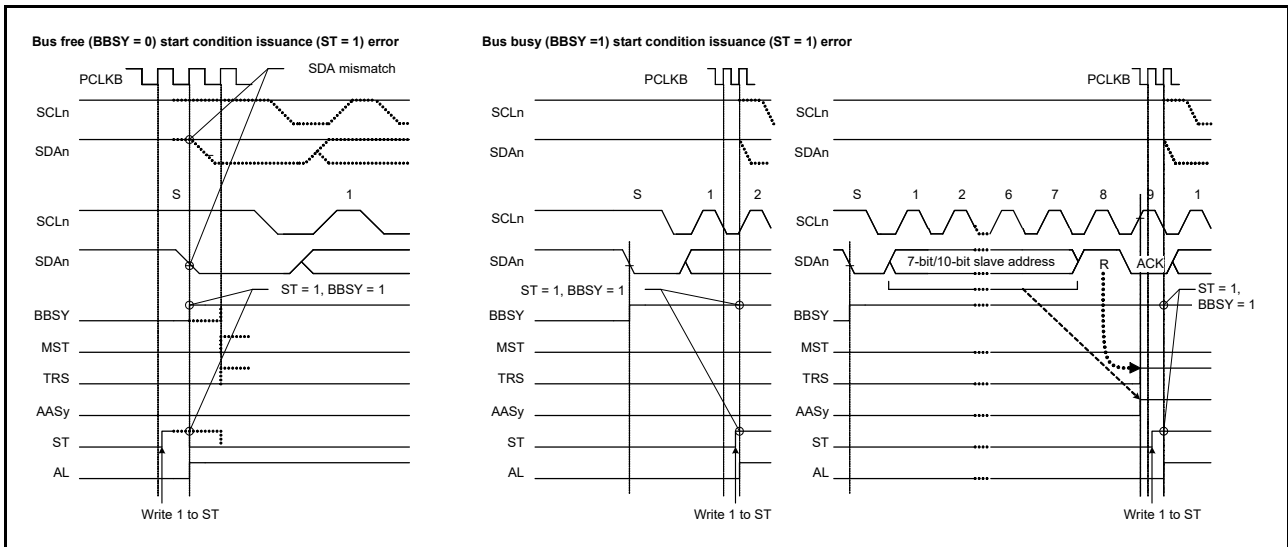 Bus free (BBSY = 0) start condition issuance (ST = 1) error
PCLKB
SDA mismatch
SCLn
SDAn
S 1
SCLn
SDAn
ST = 1, BBSY = 1
BBSY
MST
TRS
AASy
ST
AL
Write 1 to ST
Bus busy (BBSY =1) start condition issuance (ST = 1) error
PCLKB
SCLn
SDAn
S 1 2
SCLn
SDAn
ST = 1, BBSY = 1
BBSY
MST
TRS
AASy
ST
AL
Write 1 to ST
PCLKB
SCLn
SDAn
S 1 2 6 7 8 9 1
SCLn
SDAn
7-bit/10-bit slave address R ACK
ST = 1,
BBSY = 1
BBSY
MST
TRS
AASy
ST
AL
Write 1 to ST